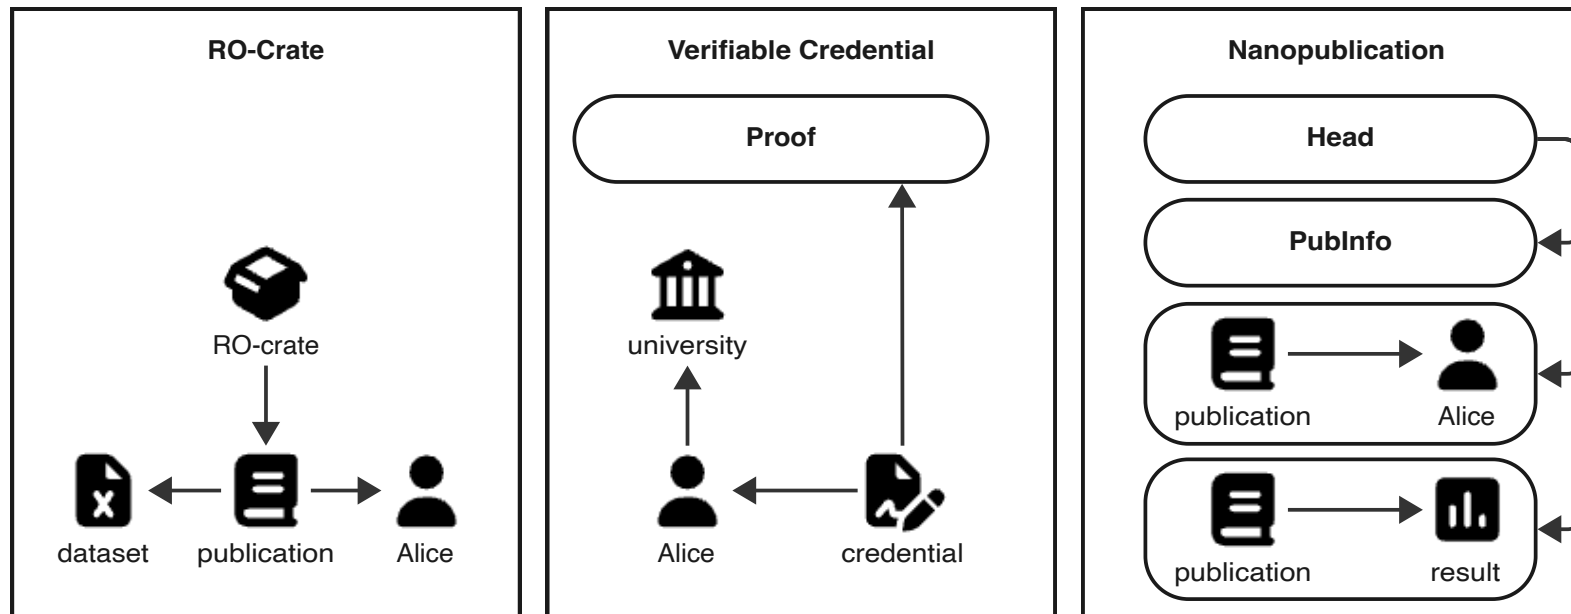 RO-Crate
RO-crate
dataset
publication
Alice
Verifiable Credential
Proof
university
Alice
credential
Nanopublication
Head
PubInfo
publication
Alice
publication
result